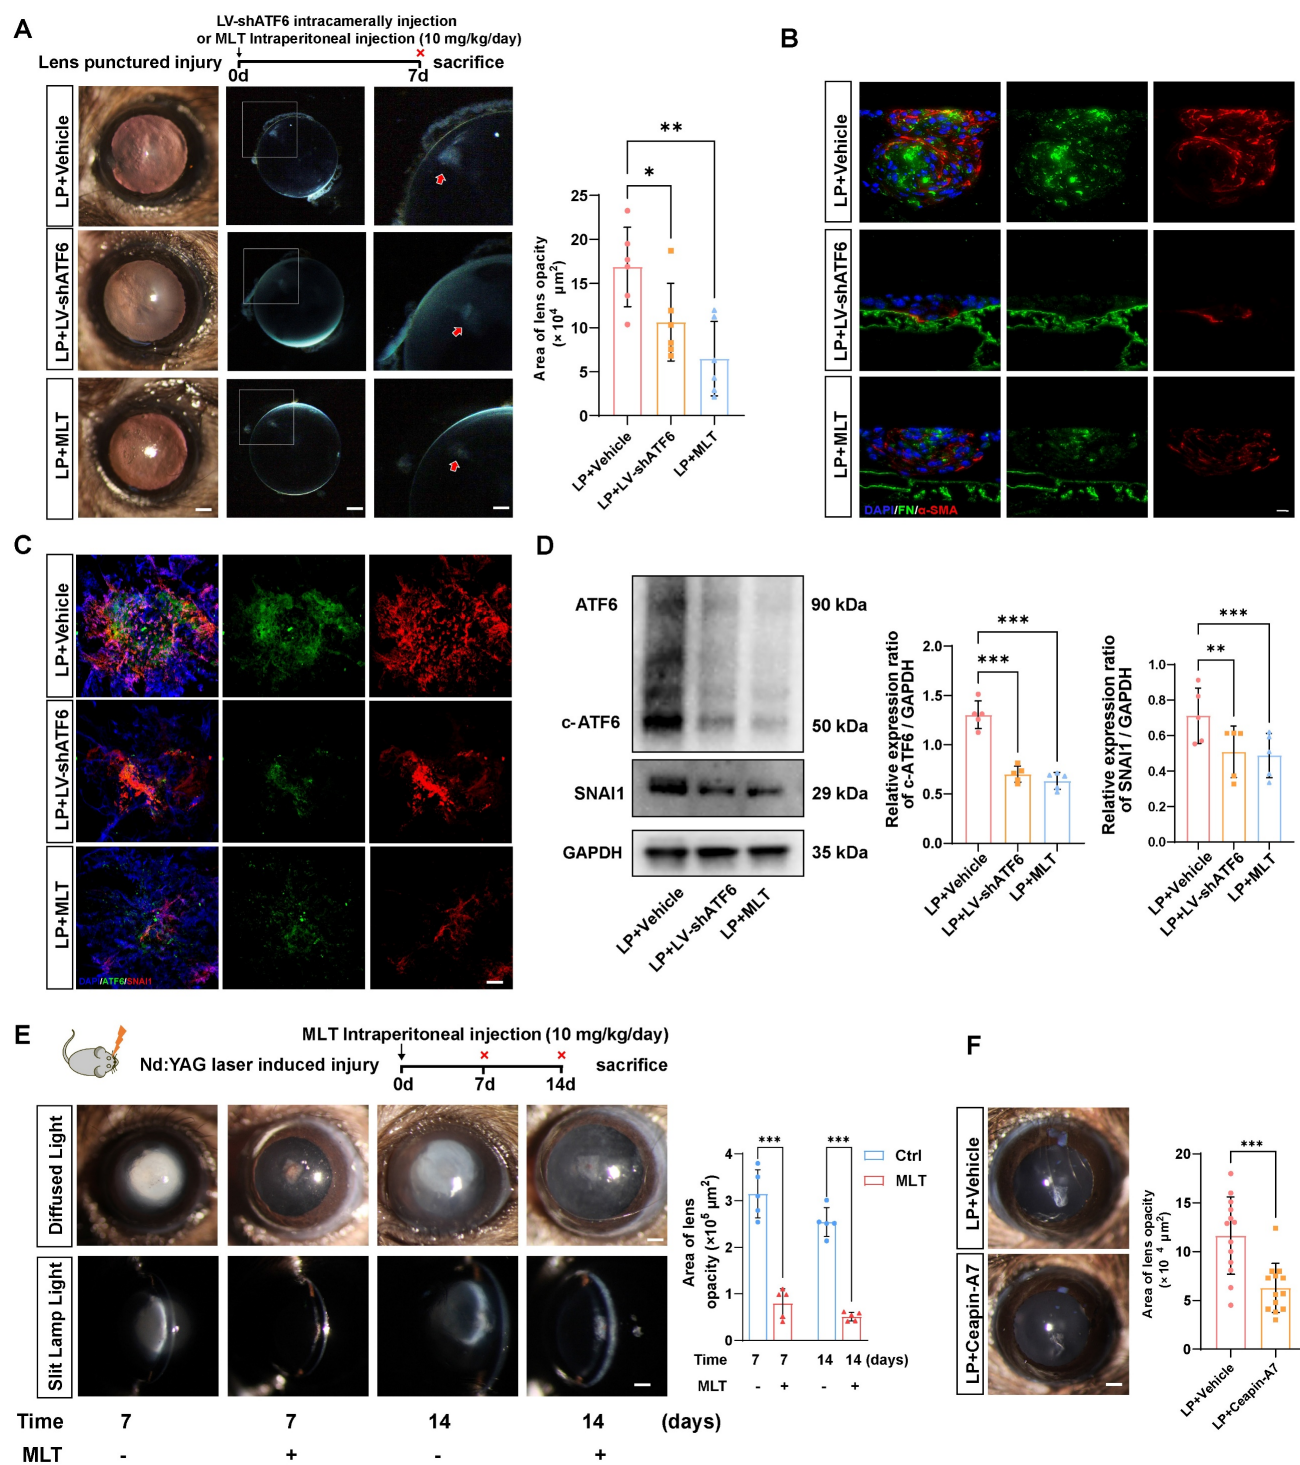 A
LV-shATF6 intracamerally injection
or MLT Intraperitoneal injection (10 mg/kg/day)
Lens punctured injury
0d
7d
sacrifice
LP+Vehicle
LP+LV-shATF6
LP+MLT
Area of lens opacity
(× 10⁴ μm²)
25
20
15
10
5
0
**
*
LP+Vehicle
LP+LV-shATF6
LP+MLT
B
LP+Vehicle
LP+LV-shATF6
LP+MLT
DAPI/FN/α-SMA
C
LP+Vehicle
LP+LV-shATF6
LP+MLT
DAPI/ATF6/SNAI1
D
ATF6
90 kDa
c-ATF6
50 kDa
SNAI1
29 kDa
GAPDH
35 kDa
LP+Vehicle
LP+LV-shATF6
LP+MLT
Relative expression ratio
of c-ATF6 / GAPDH
2.0
1.5
1.0
0.5
0.0
***
***
LP+Vehicle
LP+LV-shATF6
LP+MLT
Relative expression ratio
of SNAI1 / GAPDH
1.0
0.8
0.6
0.4
0.2
0.0
***
**
LP+Vehicle
LP+LV-shATF6
LP+MLT
E
MLT Intraperitoneal injection (10 mg/kg/day)
Nd:YAG laser induced injury
0d
7d
14d
sacrifice
Diffused Light
Slit Lamp Light
Time 7 7 14 14 (days)
MLT - + - +
Area of lens
opacity (×10⁵ μm²)
4
3
2
1
0
***
***
Ctrl
MLT
Time 7 7 14 14 (days)
MLT - + - +
F
LP+Vehicle
LP+Ceapin-A7
Area of lens opacity
(× 10⁴ μm²)
20
15
10
5
0
***
LP+Vehicle
LP+Ceapin-A7